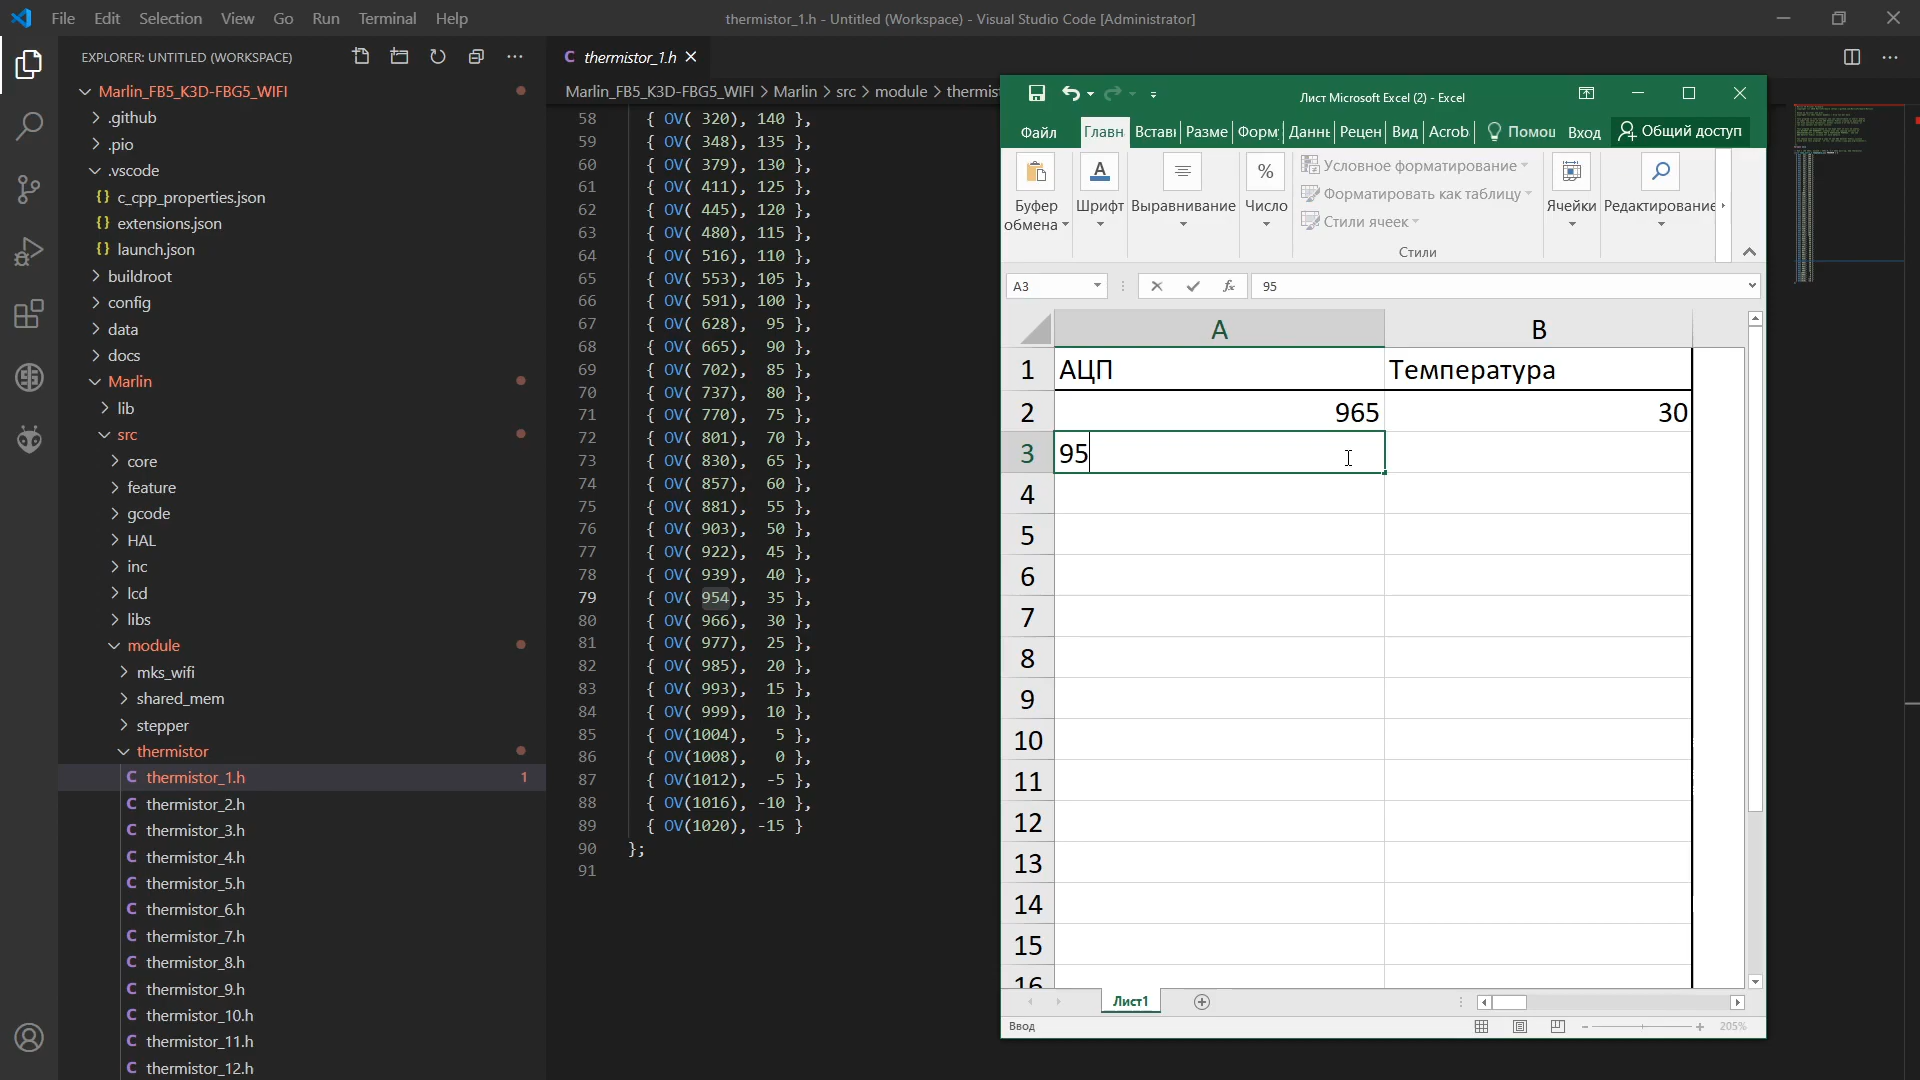 File Edit Selection View Go Run Terminal Help
thermistor_1.h - Untitled (Workspace) - Visual Studio Code [Administrator]
EXPLORER: UNTITLED (WORKSPACE)
Marlin_FB5_K3D-FBG5_WIFI
.github
.pio
.vscode
{} c_cpp_properties.json
{} extensions.json
{} launch.json
buildroot
config
data
docs
Marlin
lib
src
core
feature
gcode
HAL
inc
lcd
libs
module
mks_wifi
shared_mem
stepper
thermistor
C thermistor_1.h 1
C thermistor_2.h
C thermistor_3.h
C thermistor_4.h
C thermistor_5.h
C thermistor_6.h
C thermistor_7.h
C thermistor_8.h
C thermistor_9.h
C thermistor_10.h
C thermistor_11.h
C thermistor_12.h
C thermistor_1.h
Marlin_FB5_K3D-FBG5_WIFI > Marlin > src > module > thermis
58 { OV( 320), 140 },
59 { OV( 348), 135 },
60 { OV( 379), 130 },
61 { OV( 411), 125 },
62 { OV( 445), 120 },
63 { OV( 480), 115 },
64 { OV( 516), 110 },
65 { OV( 553), 105 },
66 { OV( 591), 100 },
67 { OV( 628), 95 },
68 { OV( 665), 90 },
69 { OV( 702), 85 },
70 { OV( 737), 80 },
71 { OV( 770), 75 },
72 { OV( 801), 70 },
73 { OV( 830), 65 },
74 { OV( 857), 60 },
75 { OV( 881), 55 },
76 { OV( 903), 50 },
77 { OV( 922), 45 },
78 { OV( 939), 40 },
79 { OV( 954), 35 },
80 { OV( 966), 30 },
81 { OV( 977), 25 },
82 { OV( 985), 20 },
83 { OV( 993), 15 },
84 { OV( 999), 10 },
85 { OV(1004), 5 },
86 { OV(1008), 0 },
87 { OV(1012), -5 },
88 { OV(1016), -10 },
89 { OV(1020), -15 }
90 };
91
Лист Microsoft Excel (2) - Excel
Файл Главн Встав Разме Форм Данн Рецен Вид Acrob Помощ Вход Общий доступ
Буфер обмена
Шрифт
Выравнивание
%
Число
Условное форматирование
Форматировать как таблицу
Стили ячеек
Стили
Ячейки
Редактирование
A3 fx 95
A B
1 АЦП Температура
2 965 30
3 95
4
5
6
7
8
9
10
11
12
13
14
15
16
Лист1
Ввод 205%